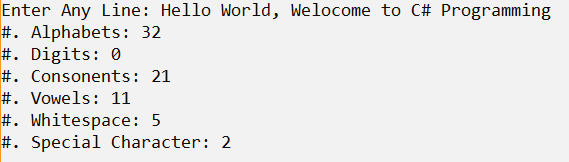 Enter Any Line: Hello World, Welocome to C# Programming
#. Alphabets: 32
#. Digits: 0
#. Consonents: 21
#. Vowels: 11
#. Whitespace: 5
#. Special Character: 2